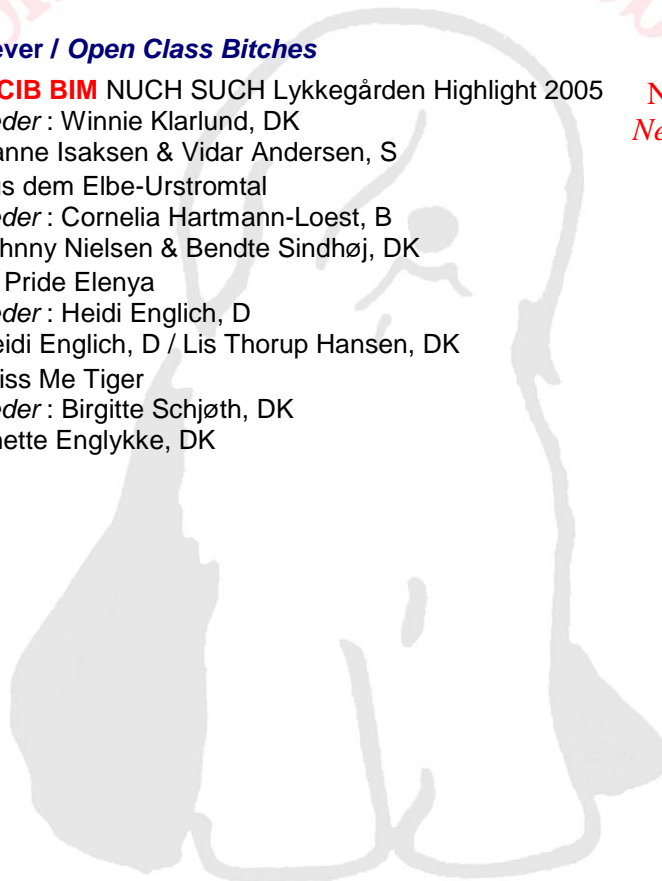 ever / Open Class Bitches
CIB BIM NUCH SUCH Lykkegården Highlight 2005
eder : Winnie Klarlund, DK
anne Isaksen & Vidar Andersen, S
us dem Elbe-Urstromtal
eder : Cornelia Hartmann-Loest, B
hnny Nielsen & Bendte Sindhøj, DK
Pride Elenya
eder : Heidi Englich, D
eidi Englich, D / Lis Thorup Hansen, DK
iss Me Tiger
eder : Birgitte Schjøth, DK
nette Englykke, DK
N
Ne